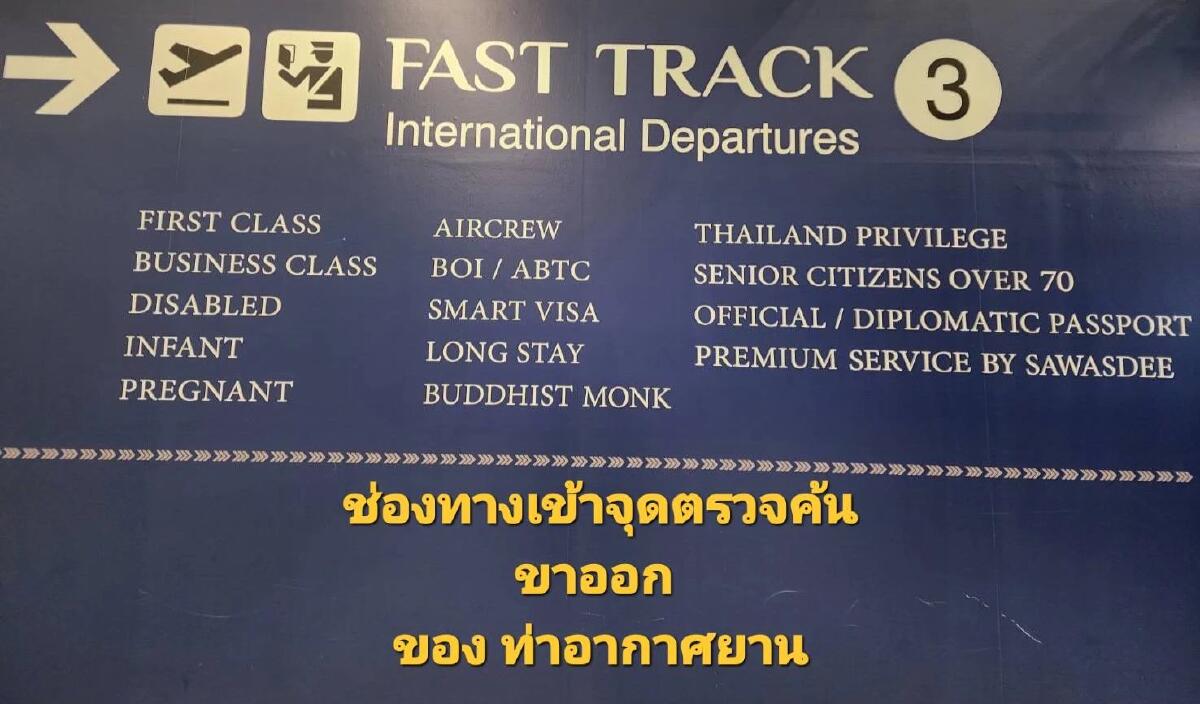 FAST TRACK 3
International Departures
FIRST CLASS
BUSINESS CLASS
DISABLED
INFANT
PREGNANT
AIRCREW
BOI / ABTC
SMART VISA
LONG STAY
BUDDHIST MONK
THAILAND PRIVILEGE
SENIOR CITIZENS OVER 70
OFFICIAL / DIPLOMATIC PASSPORT
PREMIUM SERVICE BY SAWASDEE
ช่องทางเข้าจุดตรวจค้น
ขาออก
ของ ท่าอากาศยาน